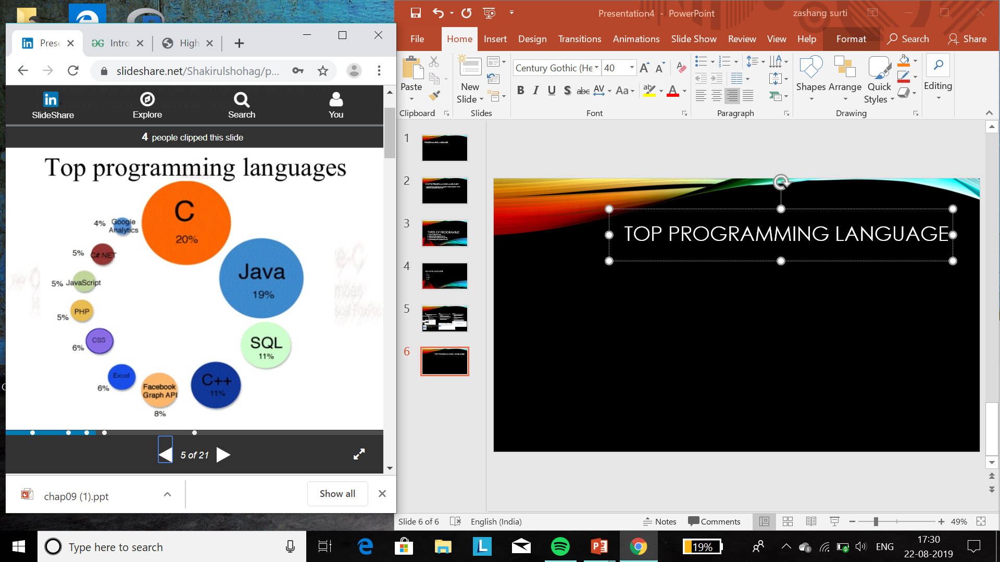 Prese
Intro
High
slideshare.net/Shakirulshohag/p...
SlideShare
Explore
Search
You
4 people clipped this slide
Top programming languages
C
20%
Java
19%
SQL
11%
C++
11%
Facebook
Graph API
8%
Excel
6%
CSS
6%
PHP
5%
JavaScript
5%
C#.NET
5%
Google
Analytics
4%
5 of 21
chap09 (1).ppt
Show all
Presentation4 - PowerPoint
zashang surti
File
Home
Insert
Design
Transitions
Animations
Slide Show
Review
View
Help
Format
Search
Share
Paste
Clipboard
New
Slide
Slides
Century Gothic (He
40
B I U S abc AV Aa
Font
Paragraph
Shapes
Arrange
Quick
Styles
Drawing
Editing
1
2
3
TYPES OF PROGRAMME
4
5
6
TOP PROGRAMMING LANGUAGE
TOP PROGRAMMING LANGUAGE
Slide 6 of 6
English (India)
Notes
Comments
49%
Type here to search
19%
ENG
17:30
22-08-2019